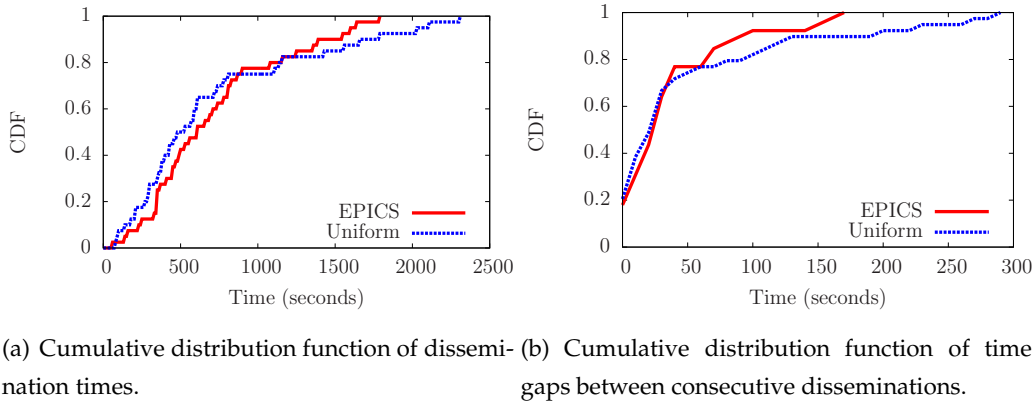 1
0.8
0.6
0.4
0.2
0
CDF
0
500
1000
1500
2000
2500
Time (seconds)
EPICS
Uniform
1
0.8
0.6
0.4
0.2
0
CDF
0
50
100
150
200
250
300
Time (seconds)
EPICS
Uniform
(a) Cumulative distribution function of dissemi-
nation times.
(b) Cumulative distribution function of time
gaps between consecutive disseminations.